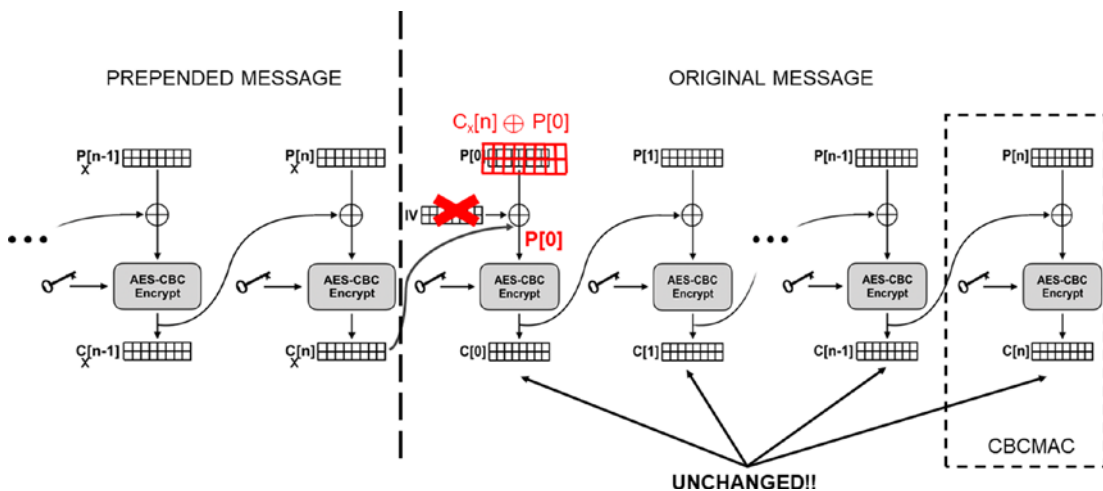 PREPENDED MESSAGE
ORIGINAL MESSAGE
Cx[n] ⊕ P[0]
P[n-1]
X
P[n]
X
P[0]
P[1]
P[n-1]
P[n]
IV
P[0]
AES-CBC
Encrypt
AES-CBC
Encrypt
AES-CBC
Encrypt
AES-CBC
Encrypt
AES-CBC
Encrypt
AES-CBC
Encrypt
C[n-1]
X
C[n]
X
C[0]
C[1]
C[n-1]
C[n]
CBCMAC
UNCHANGED!!